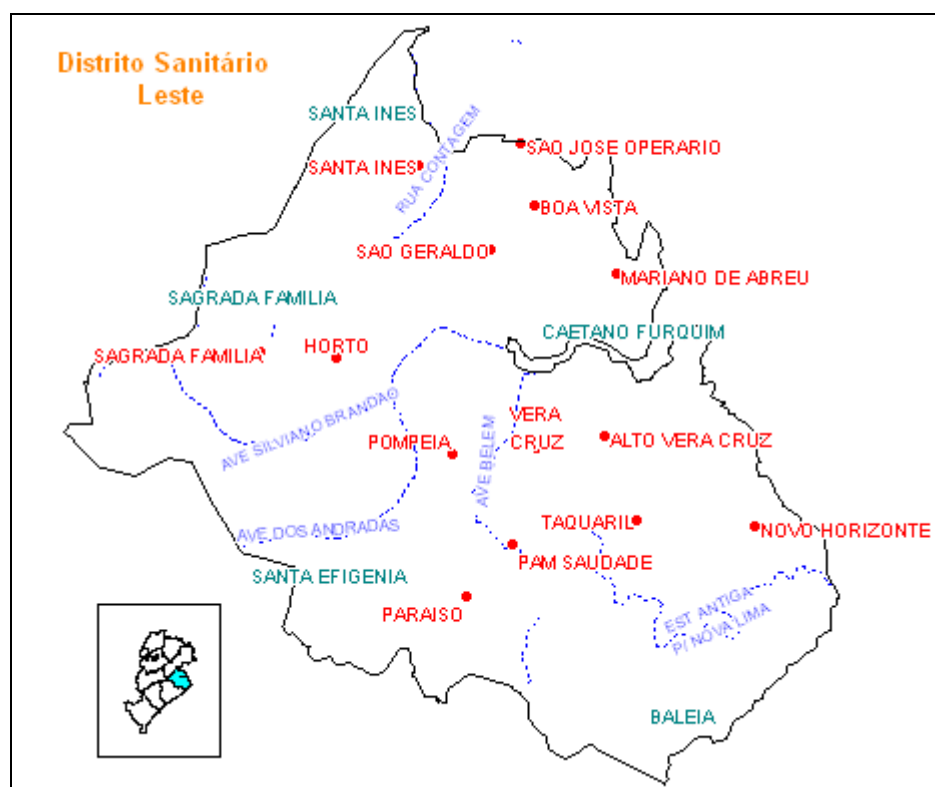 Distrito Sanitário
Leste
SANTA INES
RUA CONTAGEM
SAO JOSE OPERARIO
SANTA INES
BOA VISTA
SAO GERALDO
MARIANO DE ABREU
SAGRADA FAMILIA
CAETANO FURQUIM
SAGRADA FAMILIA
HORTO
AVE SILVIANO BRANDAO
VERA
CRUZ
POMPEIA
AVE BELEM
ALTO VERA CRUZ
AVE DOS ANDRADAS
TAQUARIL
NOVO HORIZONTE
PAM SAUDADE
SANTA EFIGENIA
PARAISO
EST ANTIGA
P/ NOVA LIMA
BALEIA